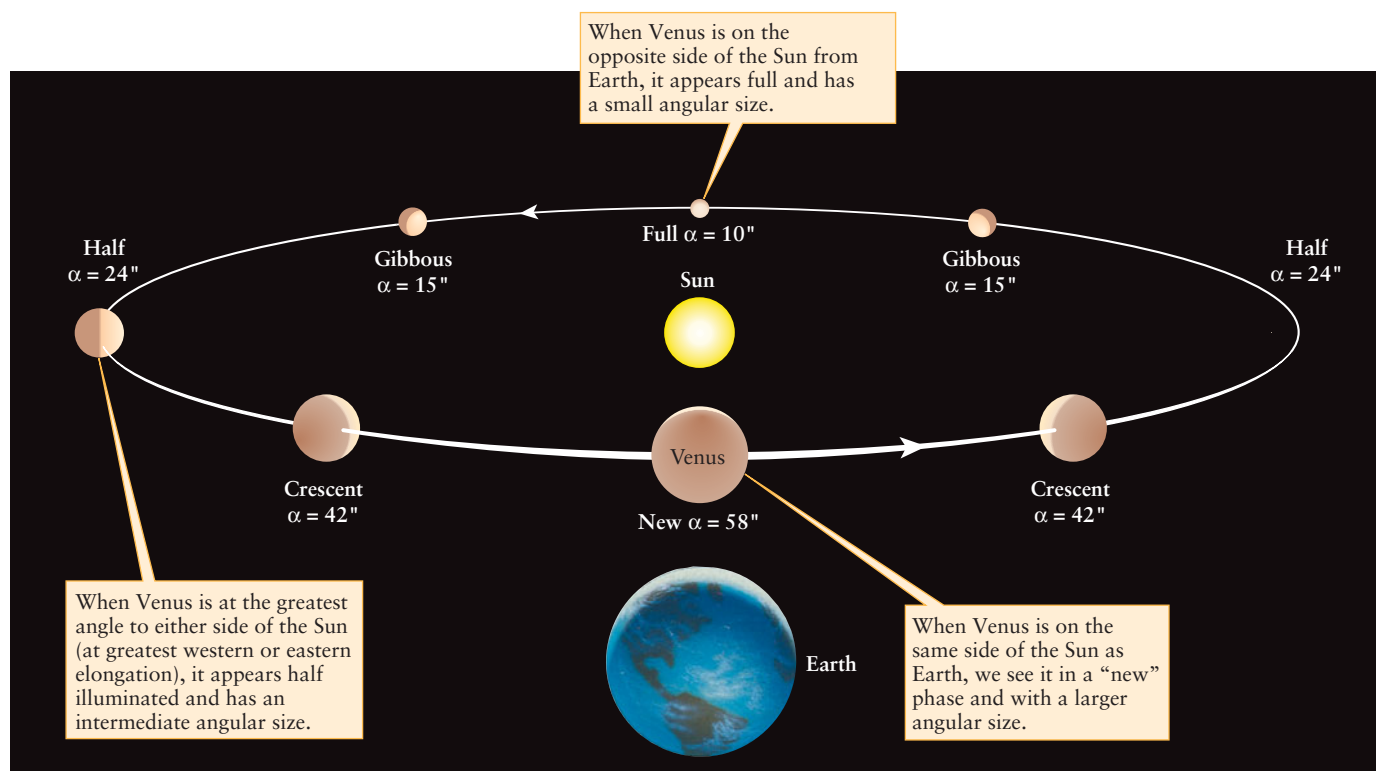 When Venus is on the
opposite side of the Sun from
Earth, it appears full and has
a small angular size.
Half
α = 24"
Gibbous
α = 15"
Full α = 10"
Sun
Gibbous
α = 15"
Half
α = 24"
Crescent
α = 42"
Venus
New α = 58"
Crescent
α = 42"
When Venus is at the greatest
angle to either side of the Sun
(at greatest western or eastern
elongation), it appears half
illuminated and has an
intermediate angular size.
Earth
When Venus is on the
same side of the Sun as
Earth, we see it in a “new”
phase and with a larger
angular size.